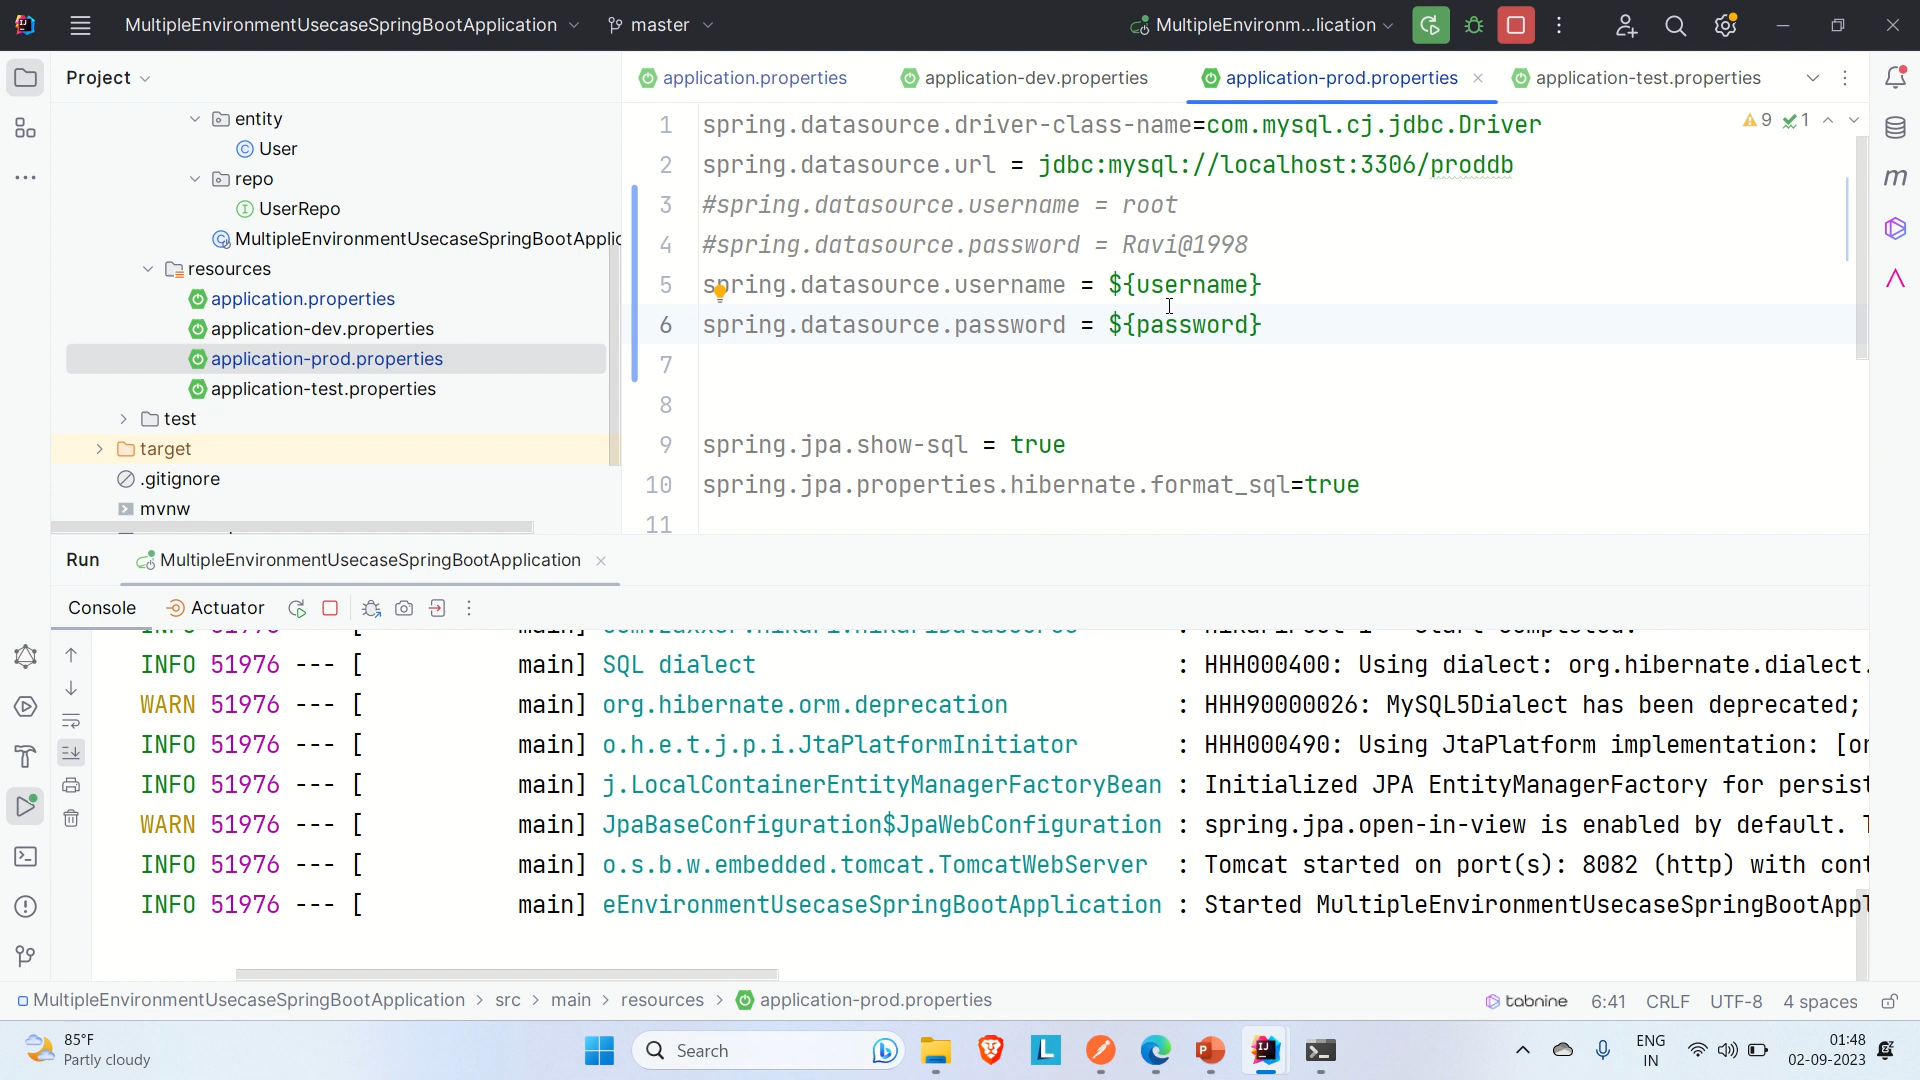 MultipleEnvironmentUsecaseSpringBootApplication
master
MultipleEnvironm...lication
Project
application.properties
application-dev.properties
application-prod.properties
application-test.properties
entity
User
repo
UserRepo
MultipleEnvironmentUsecaseSpringBootApplic
resources
application.properties
application-dev.properties
application-prod.properties
application-test.properties
test
target
.gitignore
mvnw
9 1
1 spring.datasource.driver-class-name=com.mysql.cj.jdbc.Driver
2 spring.datasource.url = jdbc:mysql://localhost:3306/proddb
3 #spring.datasource.username = root
4 #spring.datasource.password = Ravi@1998
5 spring.datasource.username = ${username}
6 spring.datasource.password = ${password}
7
8
9 spring.jpa.show-sql = true
10 spring.jpa.properties.hibernate.format_sql=true
11
Run
MultipleEnvironmentUsecaseSpringBootApplication
Console
Actuator
INFO 51976 --- [ main] SQL dialect : HHH000400: Using dialect: org.hibernate.dialect.
WARN 51976 --- [ main] org.hibernate.orm.deprecation : HHH90000026: MySQL5Dialect has been deprecated;
INFO 51976 --- [ main] o.h.e.t.j.p.i.JtaPlatformInitiator : HHH000490: Using JtaPlatform implementation: [or
INFO 51976 --- [ main] j.LocalContainerEntityManagerFactoryBean : Initialized JPA EntityManagerFactory for persist
WARN 51976 --- [ main] JpaBaseConfiguration$JpaWebConfiguration : spring.jpa.open-in-view is enabled by default. T
INFO 51976 --- [ main] o.s.b.w.embedded.tomcat.TomcatWebServer : Tomcat started on port(s): 8082 (http) with cont
INFO 51976 --- [ main] eEnvironmentUsecaseSpringBootApplication : Started MultipleEnvironmentUsecaseSpringBootAppl
MultipleEnvironmentUsecaseSpringBootApplication > src > main > resources > application-prod.properties
tabnine 6:41 CRLF UTF-8 4 spaces
85°F
Partly cloudy
Search
ENG
IN
01:48
02-09-2023